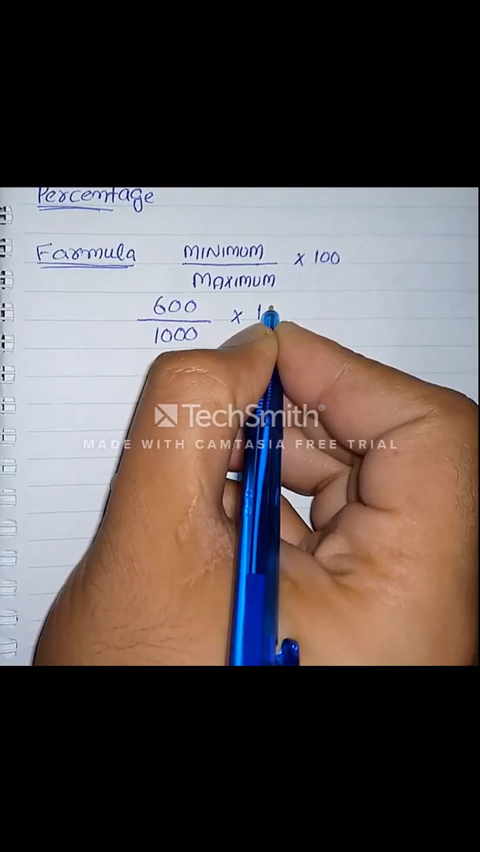 Percentage
Farmula MINIMUM × 100
MAXIMUM
600 × 1
1000
TechSmith®
MADE WITH CAMTASIA FREE TRIAL